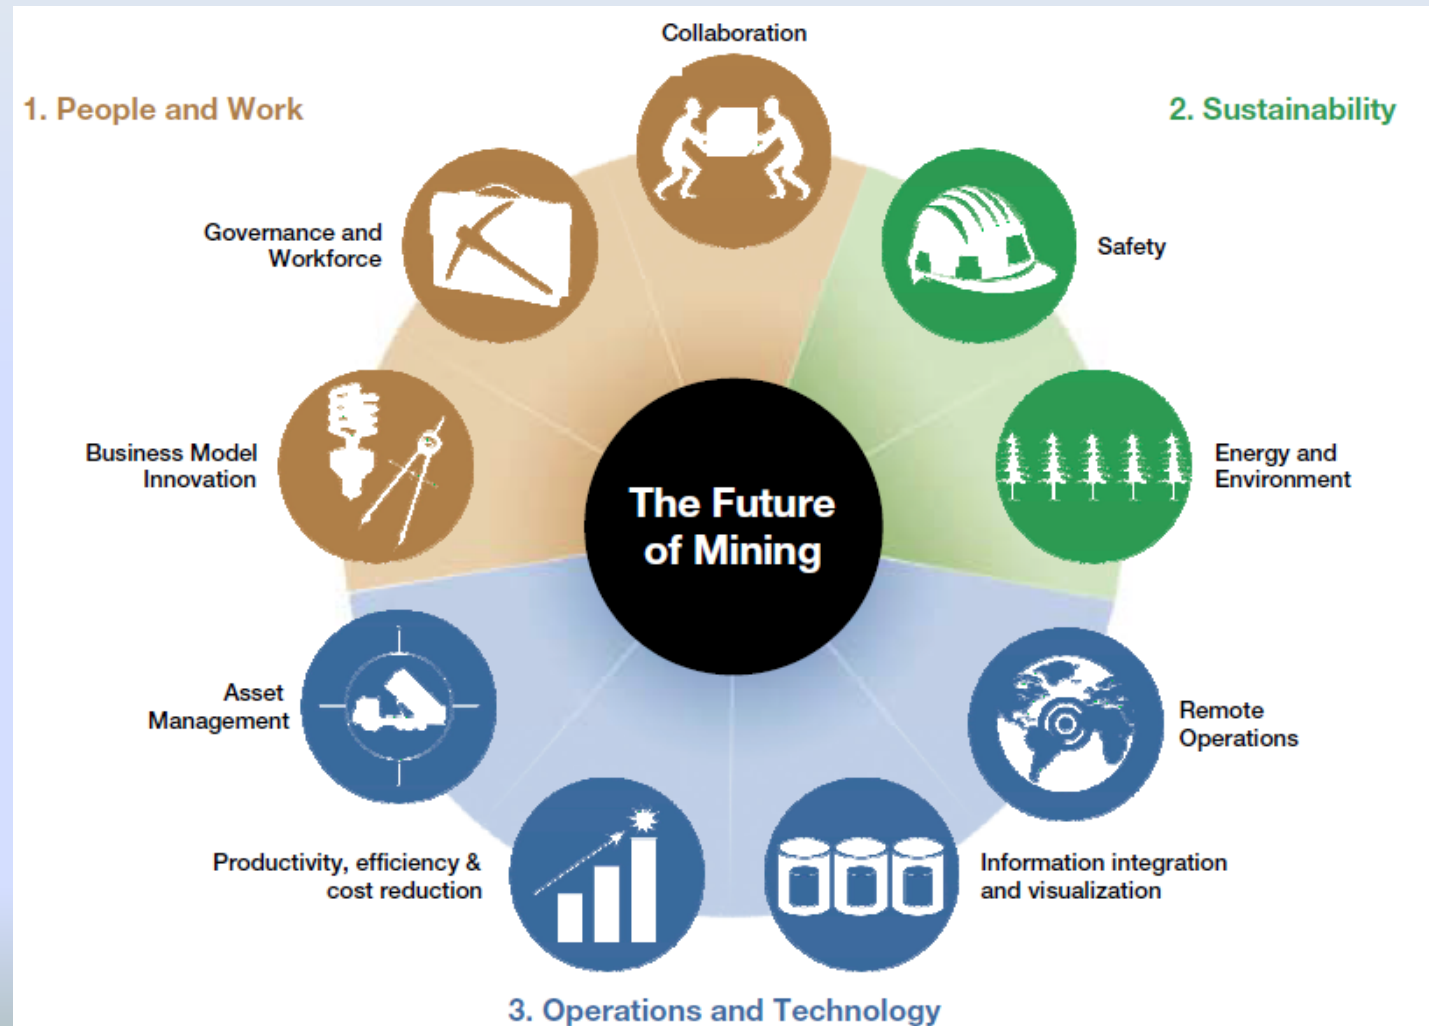 Collaboration
1. People and Work
2. Sustainability
Governance and
Workforce
Safety
Business Model
Innovation
Energy and
Environment
The Future
of Mining
Asset
Management
Remote
Operations
Productivity, efficiency &
cost reduction
Information integration
and visualization
3. Operations and Technology